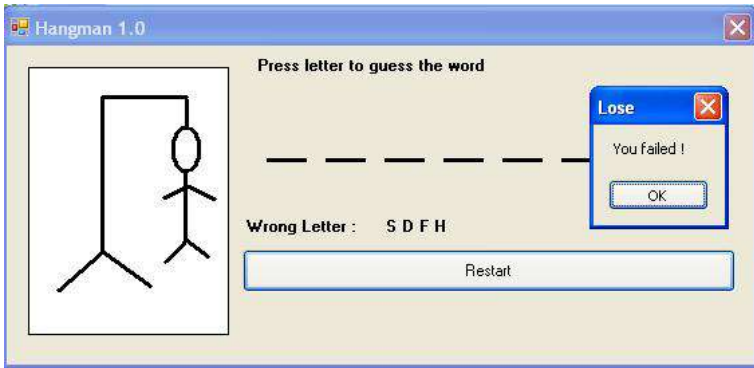 Hangman 1.0
Press letter to guess the word
Lose
You failed !
OK
Wrong Letter : S D F H
Restart